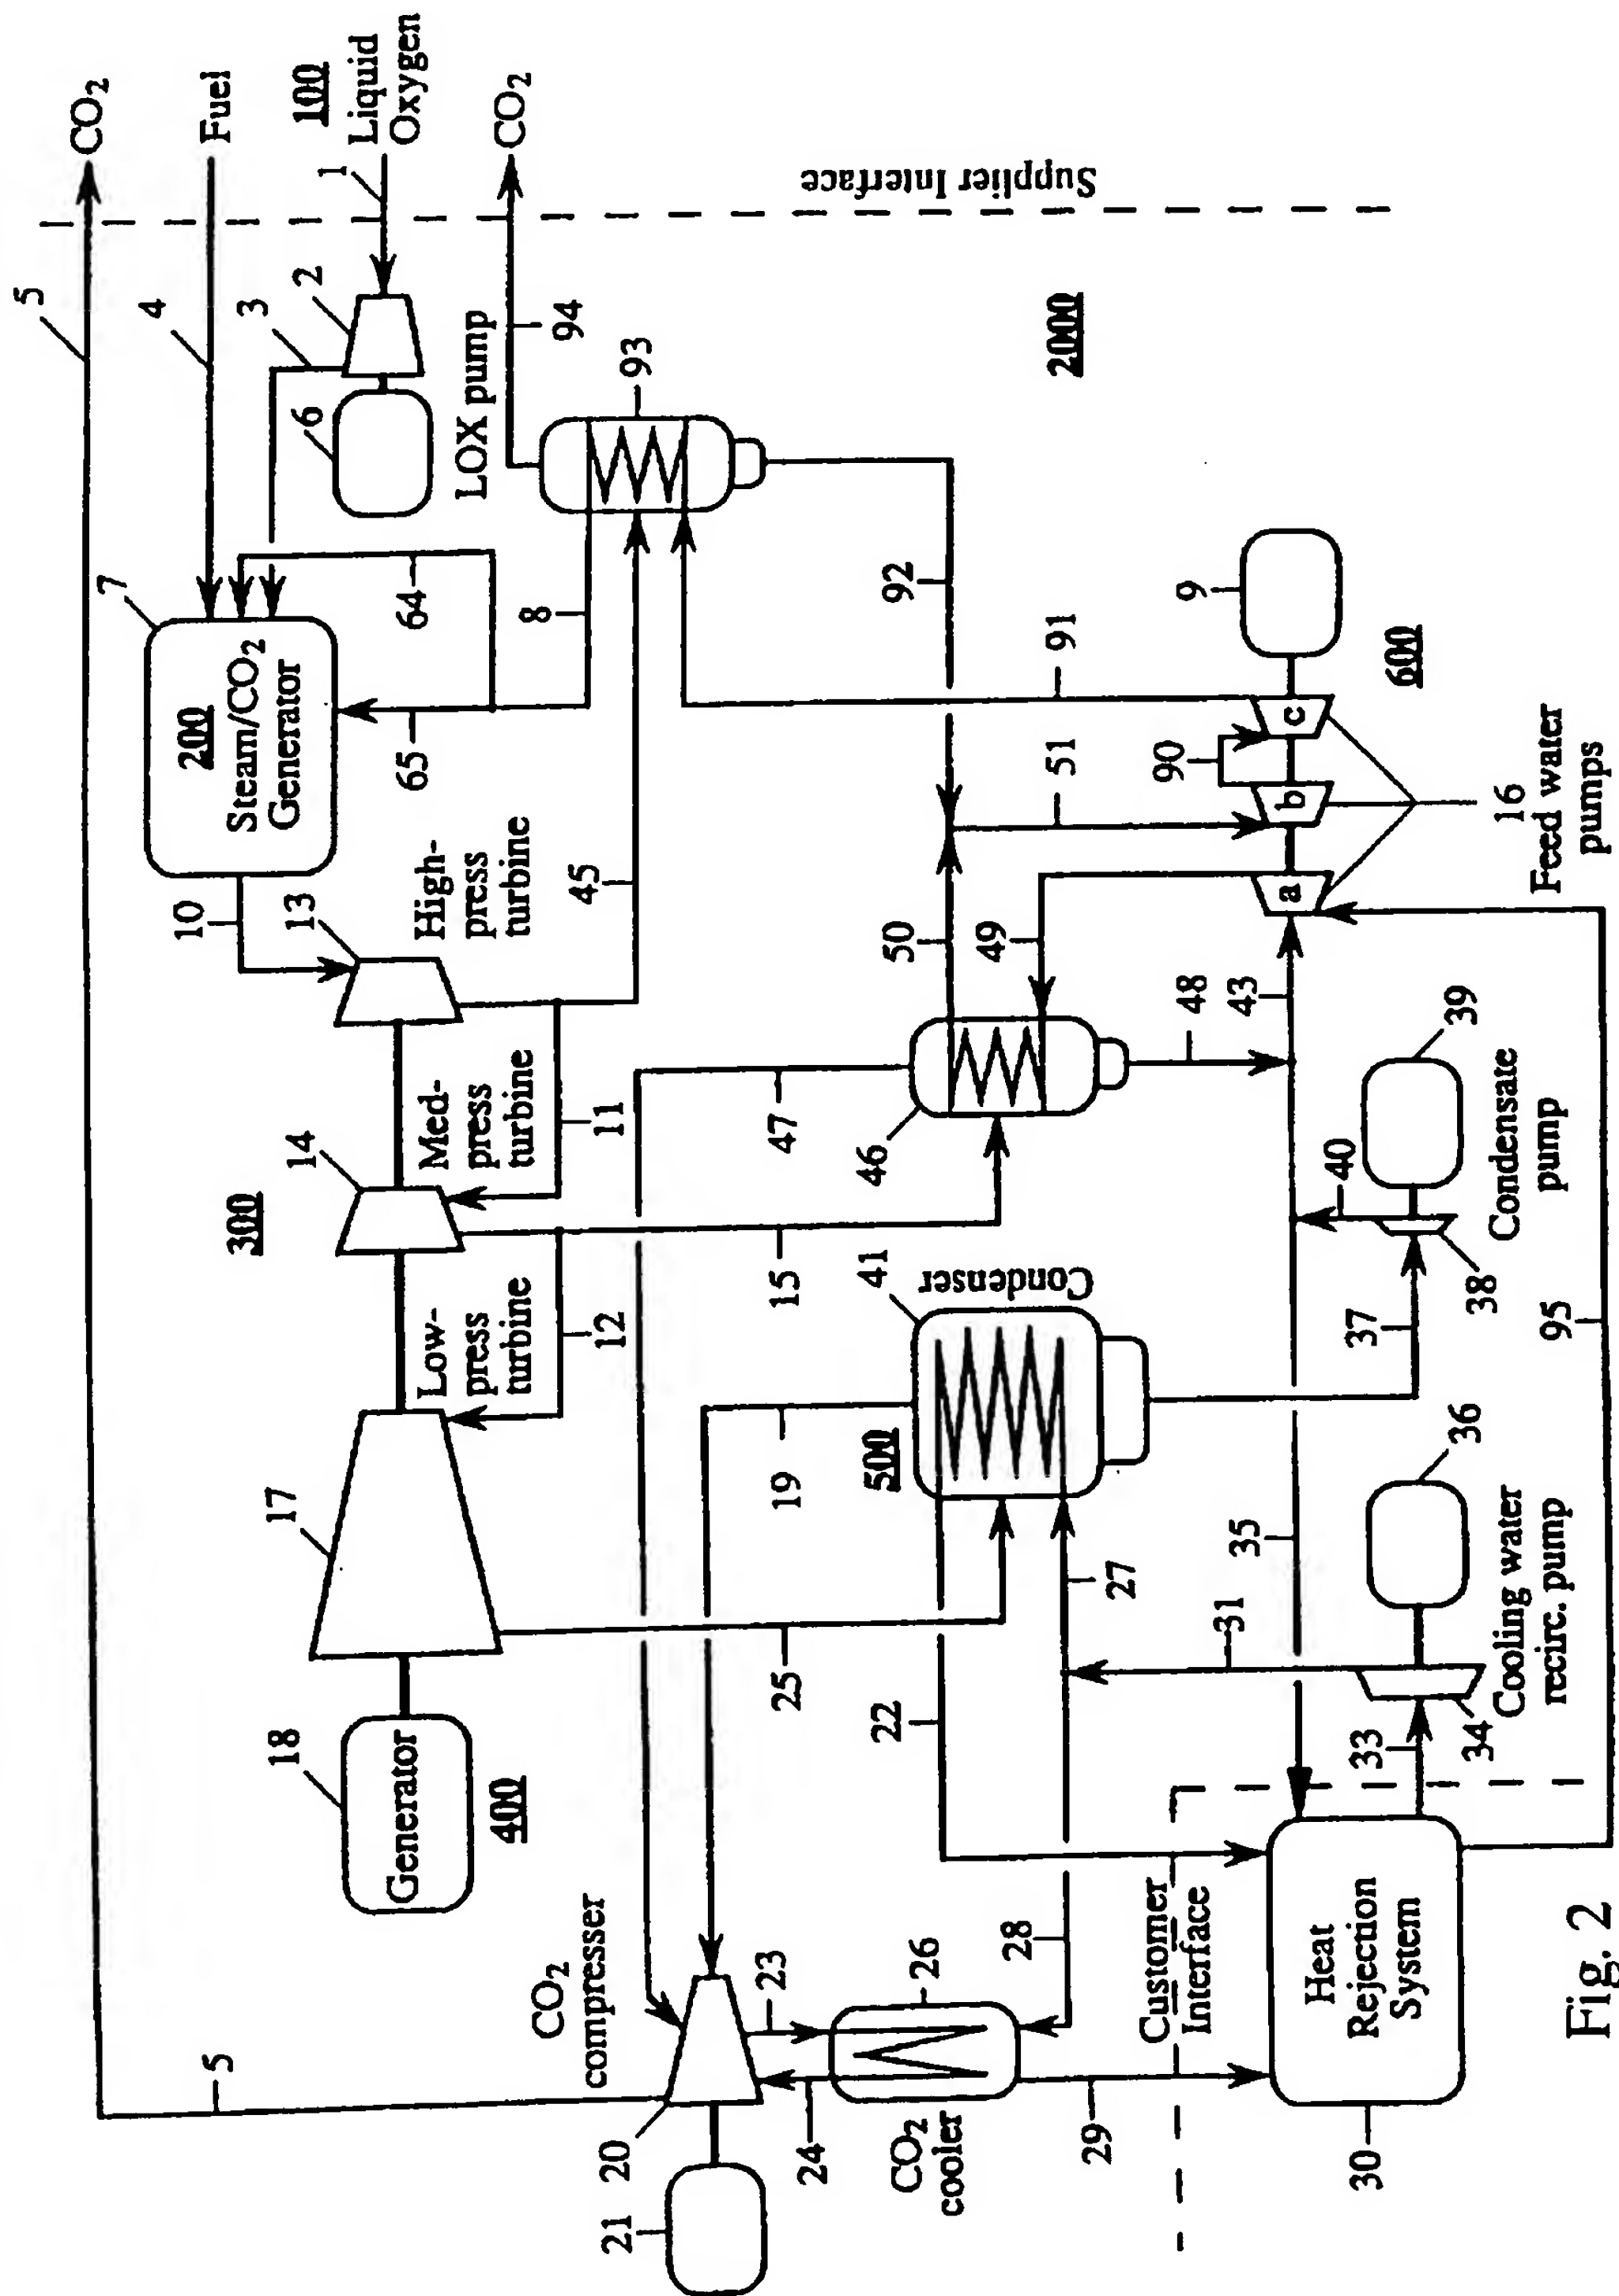 5
5
CO₂
7
4
Fuel
18
17
300
14
13
10
200
Steam/CO₂
Generator
3
2
6
100
1
Liquid
Oxygen
Generator
400
Low-
press
turbine
Med-
press
turbine
High-
press
turbine
65
64
LOX pump
CO₂
compresser
12
11
45
8
94
CO₂
21
20
23
25
19
15
47
93
24
CO₂
cooler
26
22
500
41
Condenser
46
50
49
92
Supplier Interface
28
27
48
51
91
2000
29
Customer
Interface
31
35
43
90
9
30
Heat
Rejection
System
33
34
36
37
38
40
39
a
b
c
600
Cooling water
recirc. pump
Condensate
pump
16
Feed water
pumps
95
Fig. 2